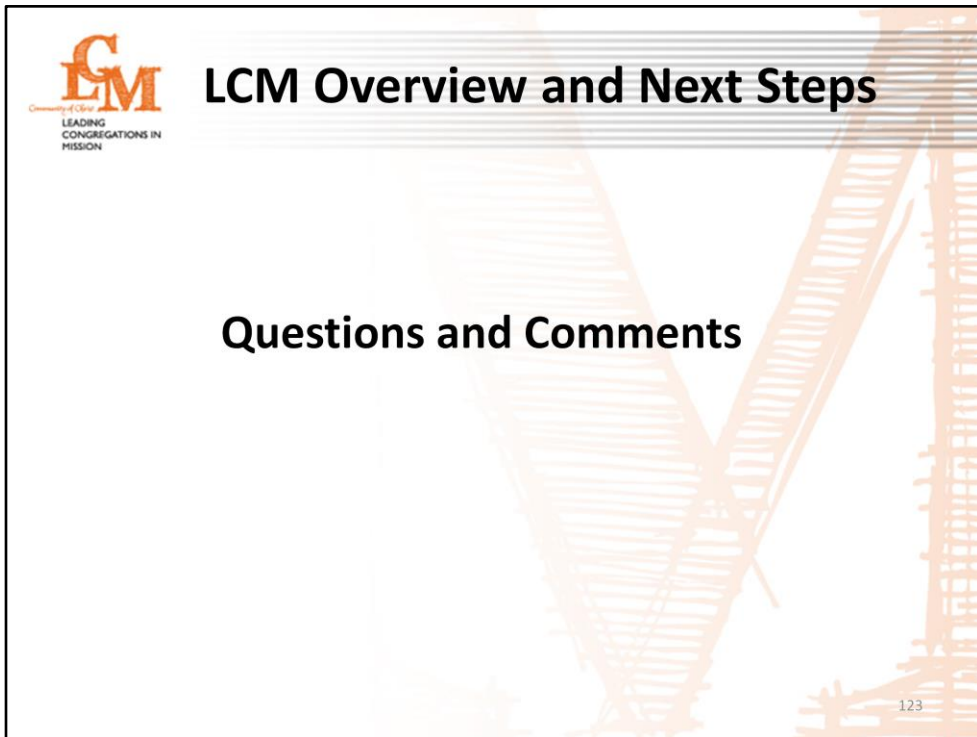 LCM
Community of Christ
LEADING
CONGREGATIONS IN
MISSION
LCM Overview and Next Steps
Questions and Comments
123